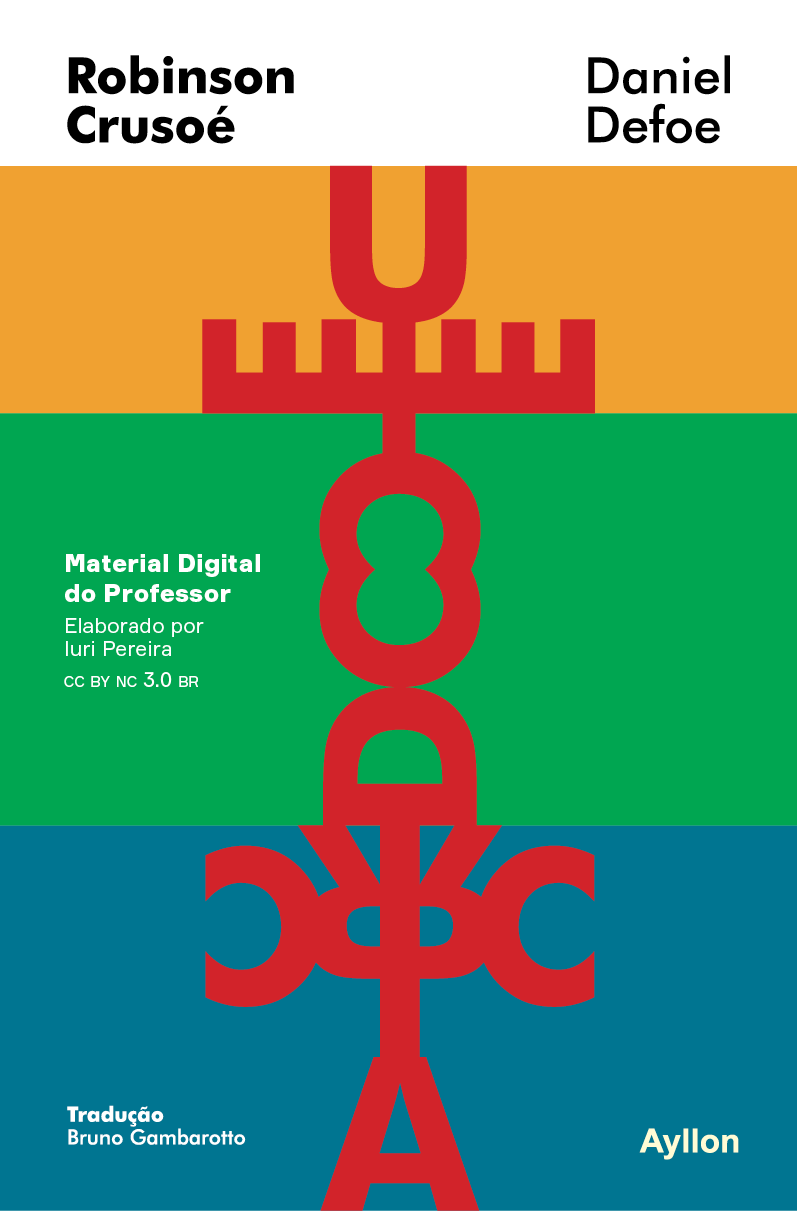 Robinson
Crusoé
Daniel
Defoe
Material Digital
do Professor
Elaborado por
Iuri Pereira
CC BY NC 3.0 BR
Tradução
Bruno Gambarotto
Ayllon